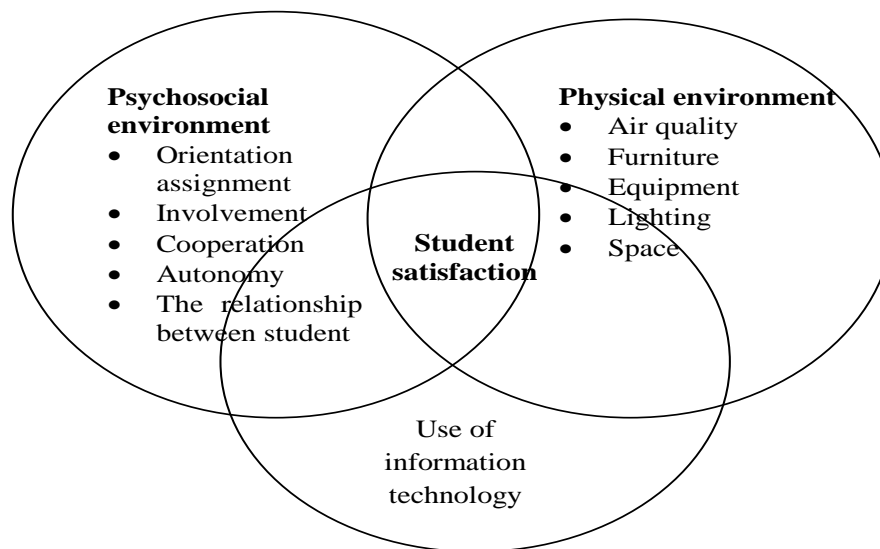 Psychosocial
environment
• Orientation
assignment
• Involvement
• Cooperation
• Autonomy
• The relationship
between student
Physical environment
• Air quality
• Furniture
• Equipment
• Lighting
• Space
Student
satisfaction
Use of
information
technology